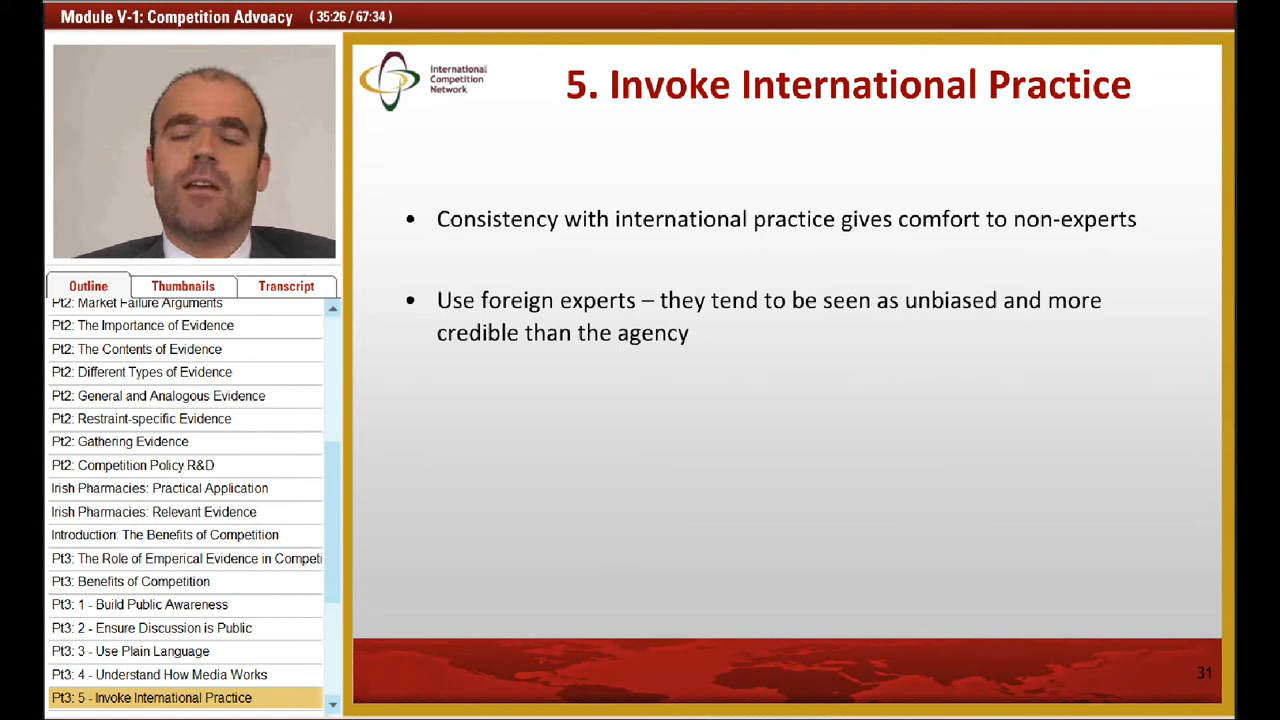 Module V-1: Competition Advocacy ( 35:26 / 67:34 )
Outline
Thumbnails
Transcript
Pt2: Market Failure Arguments
Pt2: The Importance of Evidence
Pt2: The Contents of Evidence
Pt2: Different Types of Evidence
Pt2: General and Analogous Evidence
Pt2: Restraint-specific Evidence
Pt2: Gathering Evidence
Pt2: Competition Policy R&D
Irish Pharmacies: Practical Application
Irish Pharmacies: Relevant Evidence
Introduction: The Benefits of Competition
Pt3: The Role of Emperical Evidence in Competi
Pt3: Benefits of Competition
Pt3: 1 - Build Public Awareness
Pt3: 2 - Ensure Discussion is Public
Pt3: 3 - Use Plain Language
Pt3: 4 - Understand How Media Works
Pt3: 5 - Invoke International Practice
International
Competition
Network
5. Invoke International Practice
• Consistency with international practice gives comfort to non-experts
• Use foreign experts – they tend to be seen as unbiased and more
credible than the agency
31